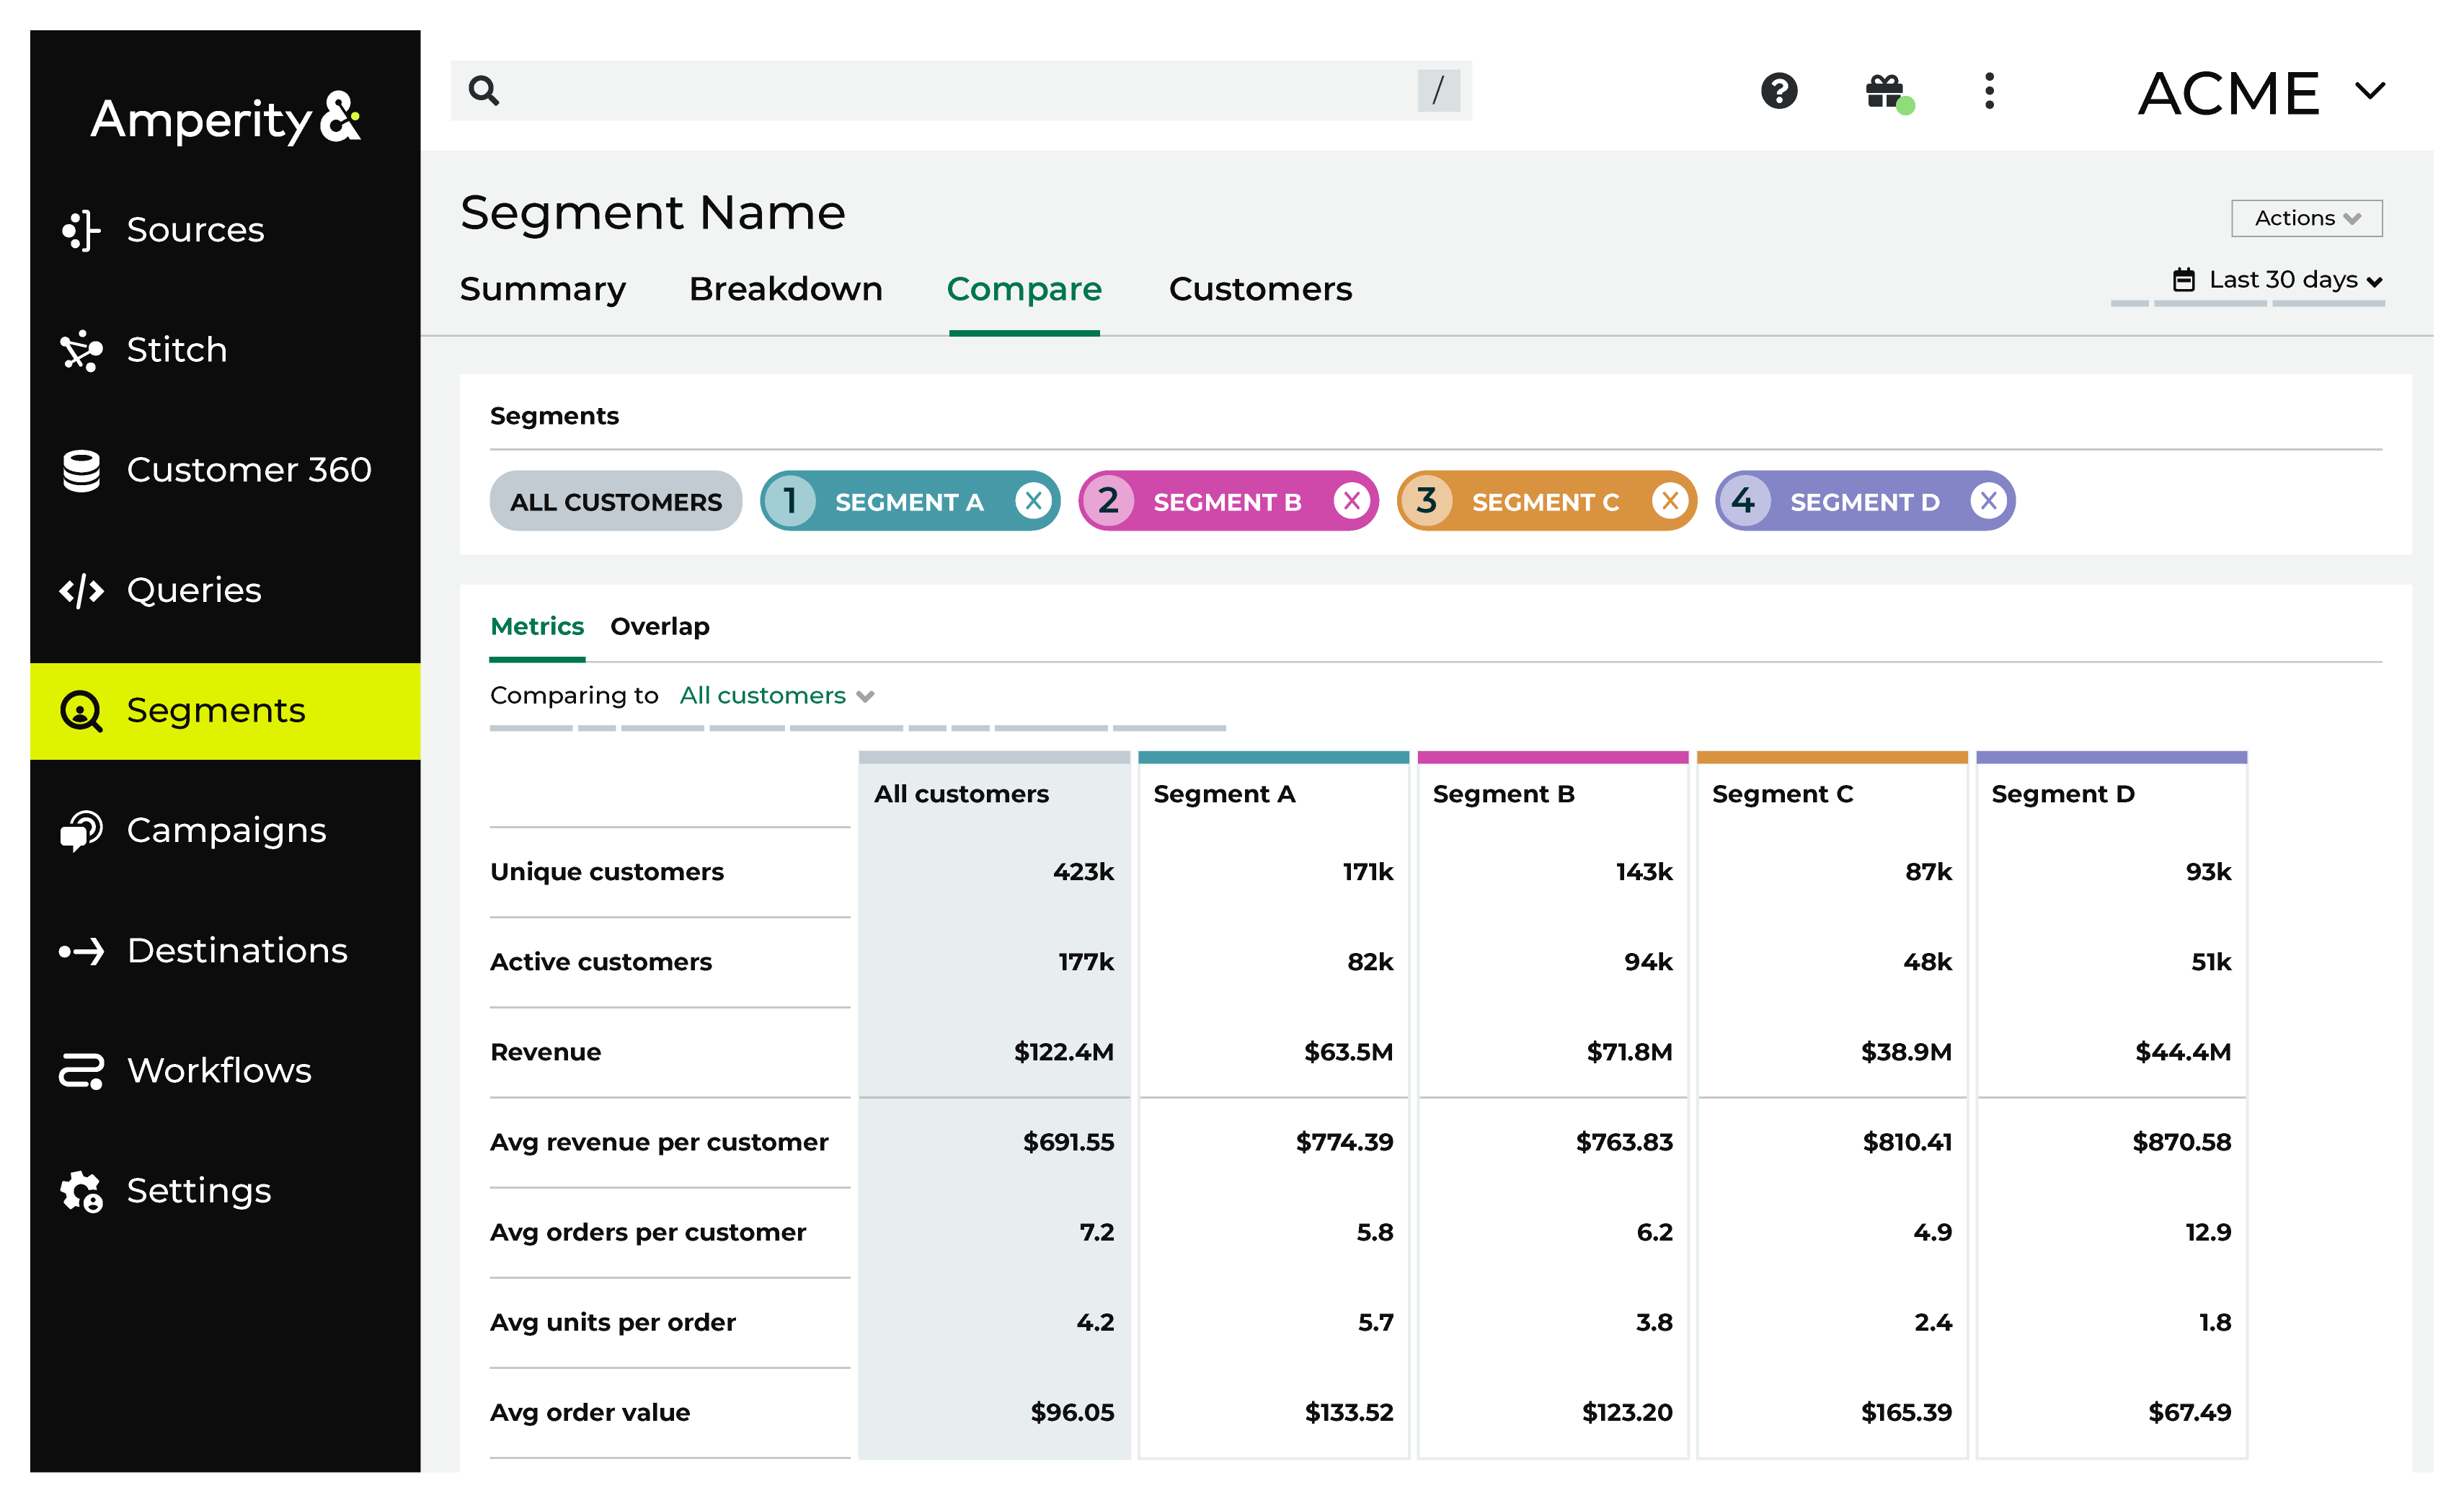 Amperity&
Sources
Stitch
Customer 360
Queries
Segments
Campaigns
Destinations
Workflows
Settings
/
?
ACME
Segment Name
Actions
Summary Breakdown Compare Customers
Last 30 days
Segments
ALL CUSTOMERS 1 SEGMENT A X 2 SEGMENT B X 3 SEGMENT C X 4 SEGMENT D X
Metrics Overlap
Comparing to All customers
All customers Segment A Segment B Segment C Segment D
Unique customers 423k 171k 143k 87k 93k
Active customers 177k 82k 94k 48k 51k
Revenue $122.4M $63.5M $71.8M $38.9M $44.4M
Avg revenue per customer $691.55 $774.39 $763.83 $810.41 $870.58
Avg orders per customer 7.2 5.8 6.2 4.9 12.9
Avg units per order 4.2 5.7 3.8 2.4 1.8
Avg order value $96.05 $133.52 $123.20 $165.39 $67.49